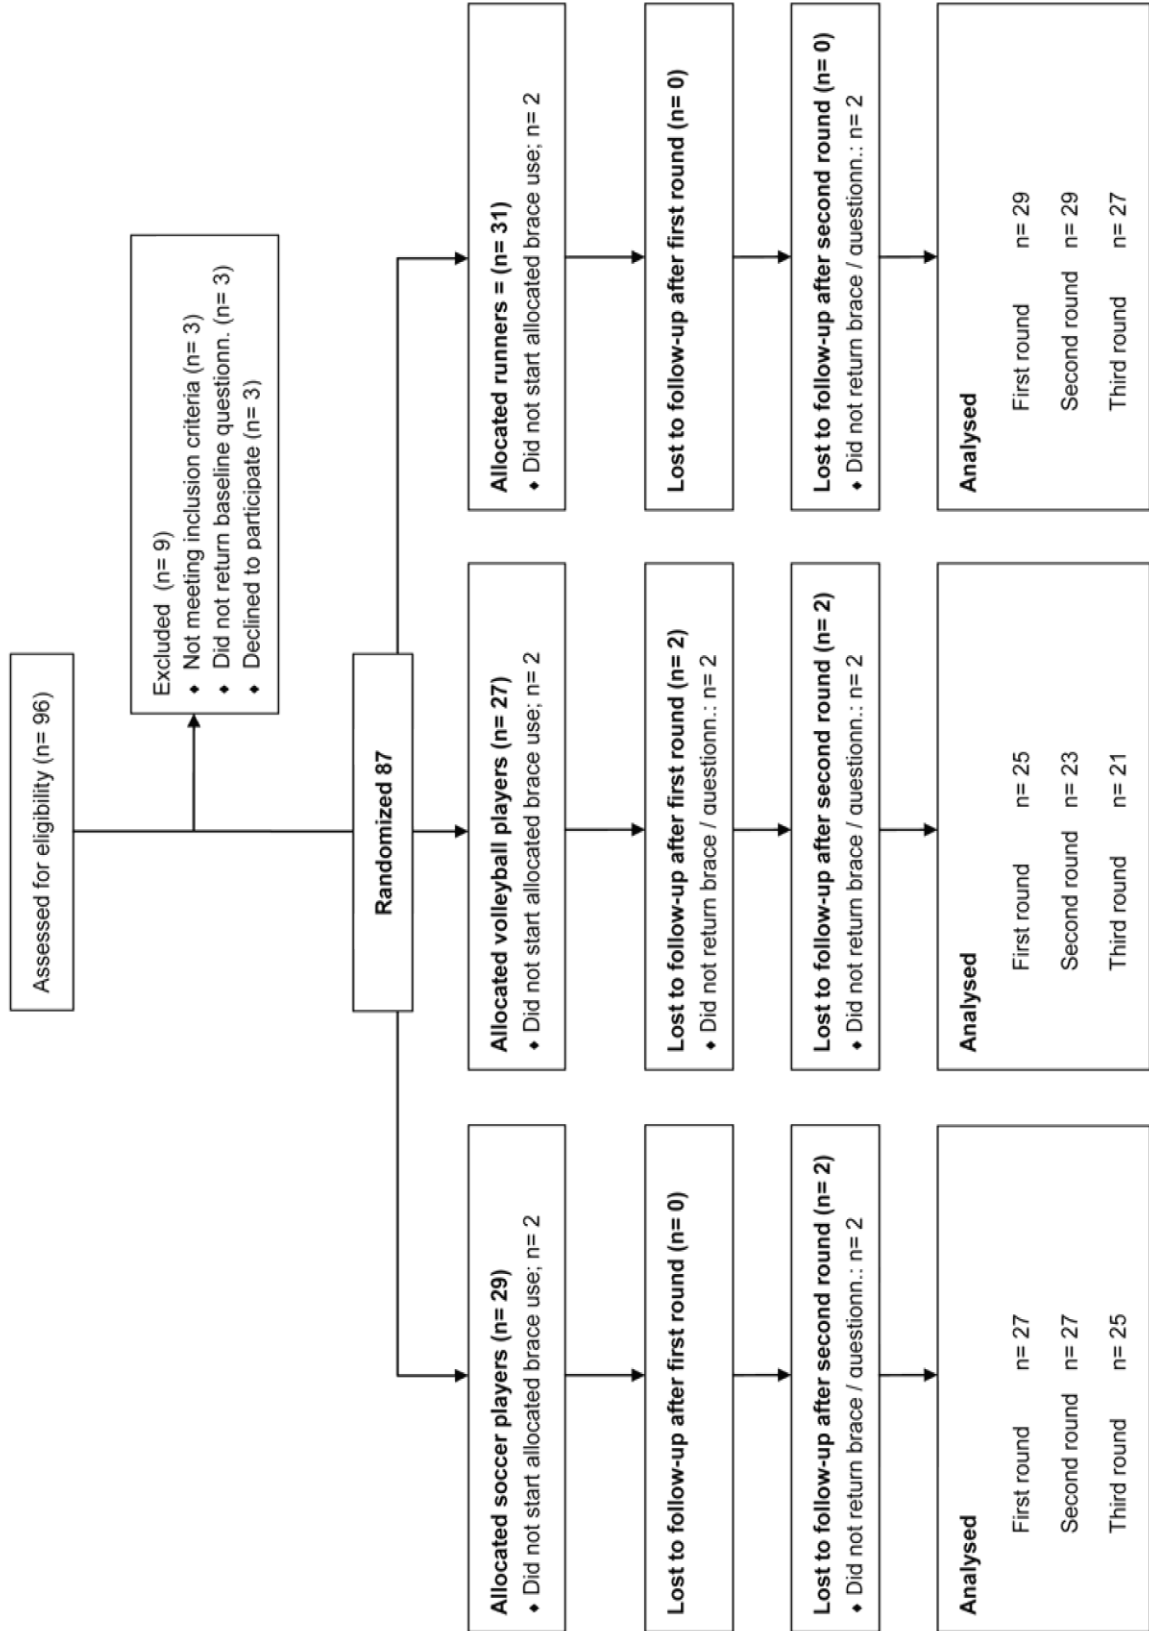 Assessed for eligibility (n= 96)
Excluded (n= 9)
♦ Not meeting inclusion criteria (n= 3)
♦ Did not return baseline questionn. (n= 3)
♦ Declined to participate (n= 3)
Randomized 87
Allocated soccer players (n= 29)
♦ Did not start allocated brace use; n= 2
Lost to follow-up after first round (n= 0)
Lost to follow-up after second round (n= 2)
♦ Did not return brace / questionn.: n= 2
Analysed
First round n= 27
Second round n= 27
Third round n= 25
Allocated volleyball players (n= 27)
♦ Did not start allocated brace use; n= 2
Lost to follow-up after first round (n= 2)
♦ Did not return brace / questionn.: n= 2
Lost to follow-up after second round (n= 2)
♦ Did not return brace / questionn.: n= 2
Analysed
First round n= 25
Second round n= 23
Third round n= 21
Allocated runners = (n= 31)
♦ Did not start allocated brace use; n= 2
Lost to follow-up after first round (n= 0)
Lost to follow-up after second round (n= 2)
♦ Did not return brace / questionn.: n= 2
Analysed
First round n= 29
Second round n= 29
Third round n= 27